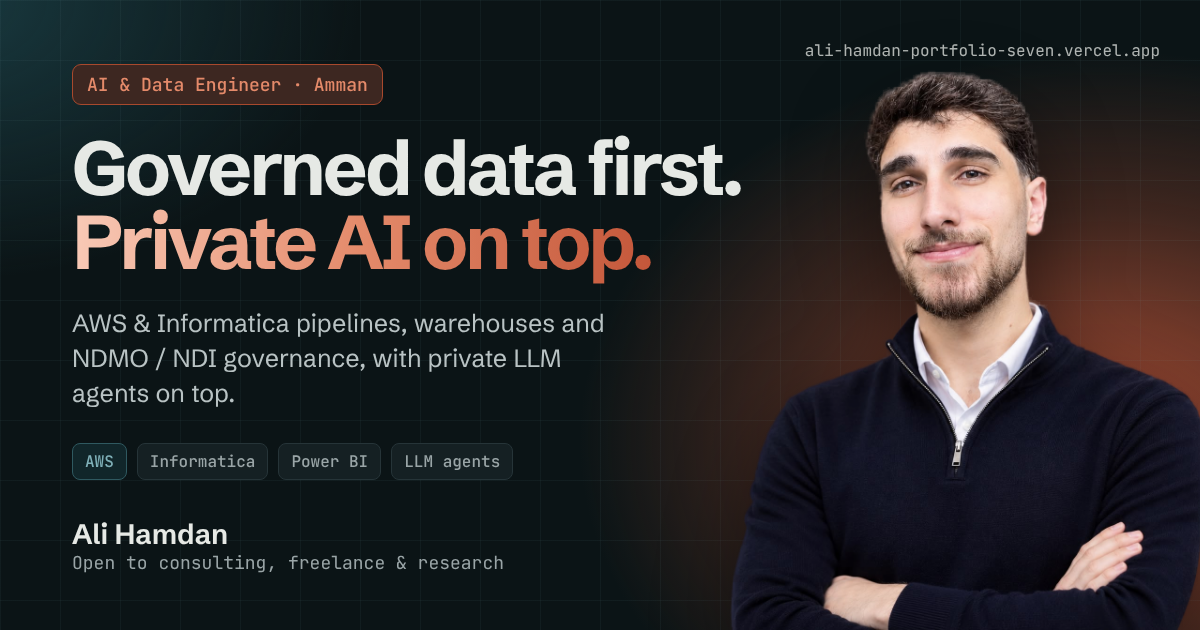 ali-hamdan-portfolio-seven.vercel.app
AI & Data Engineer · Amman
Governed data first.
Private AI on top.
AWS & Informatica pipelines, warehouses and
NDMO / NDI governance, with private LLM
agents on top.
AWS
Informatica
Power BI
LLM agents
Ali Hamdan
Open to consulting, freelance & research